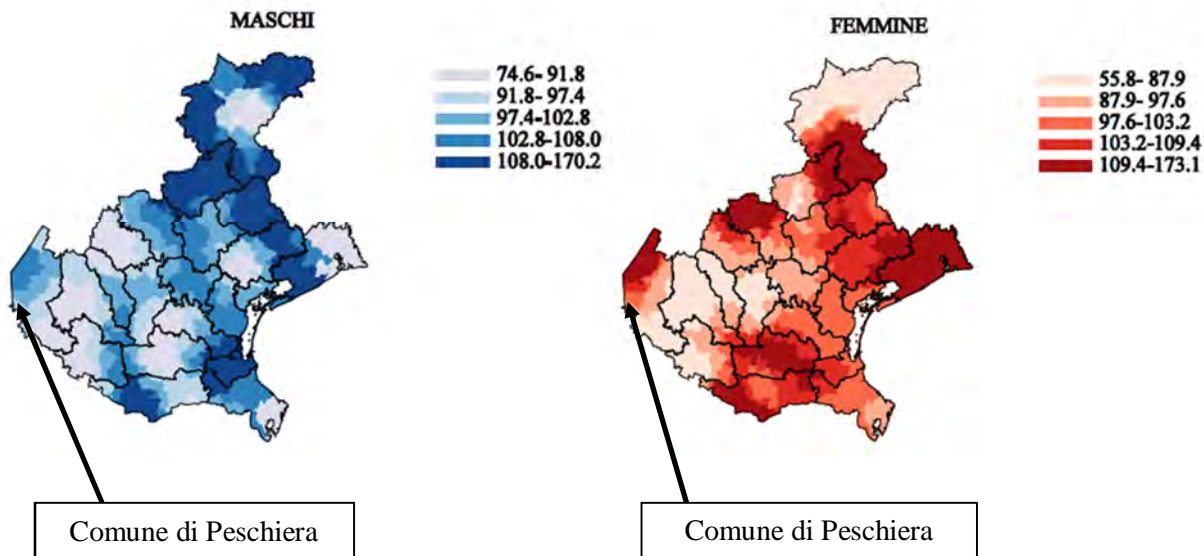 MASCHI
74.6- 91.8
91.8- 97.4
97.4-102.8
102.8-108.0
108.0-170.2
FEMMINE
55.8- 87.9
87.9- 97.6
97.6-103.2
103.2-109.4
109.4-173.1
Comune di Peschiera
Comune di Peschiera